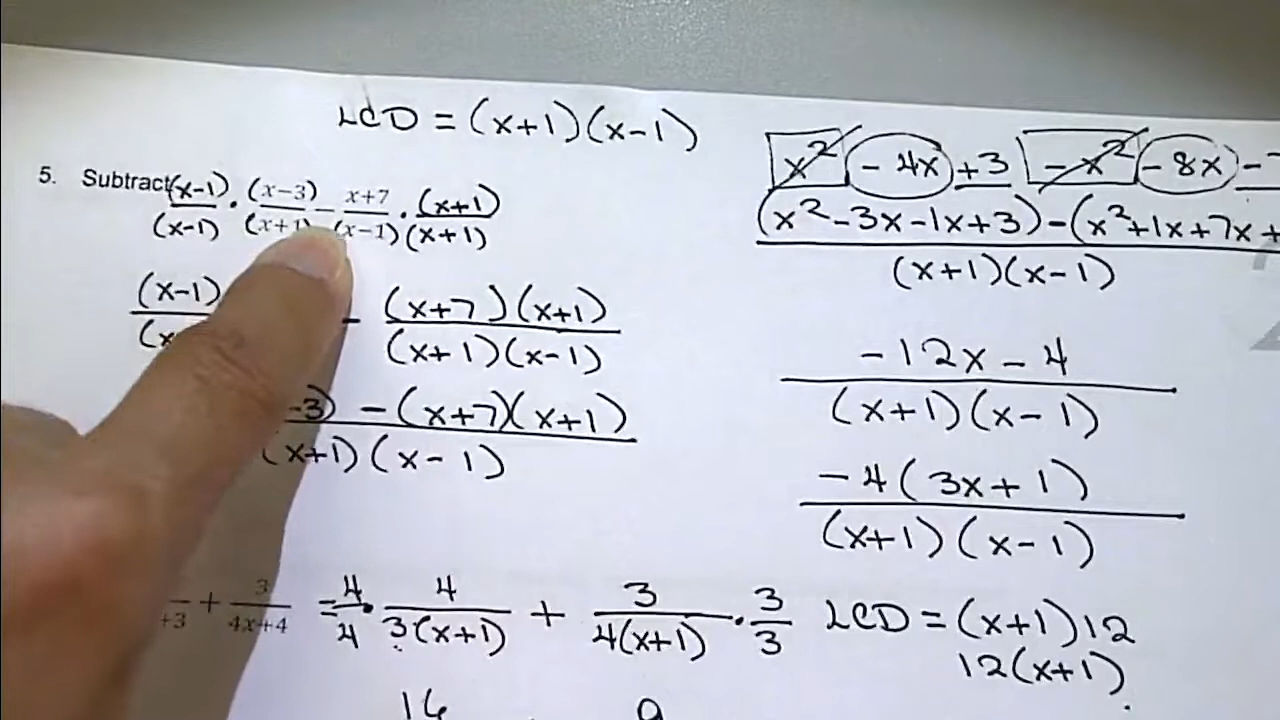 LCD = (x+1)(x-1)
5. Subtract (x-1)/(x-1) · (x-3)/(x+1) - x+7/(x-1) · (x+1)/(x+1)
(x-1) - (x+7)(x+1)/(x+1)(x-1)
-3) - (x+7)(x+1)
(x+1)(x-1)
+3 + 3/4x+4 = 4/4 · 4/3(x+1) + 3/4(x+1) · 3/3
16
x² - 4x + 3 - x² - 8x -
(x² - 3x - 1x + 3) - (x² + 1x + 7x +
(x+1)(x-1)
-12x - 4
(x+1)(x-1)
-4(3x+1)
(x+1)(x-1)
LCD = (x+1)12
12(x+1)